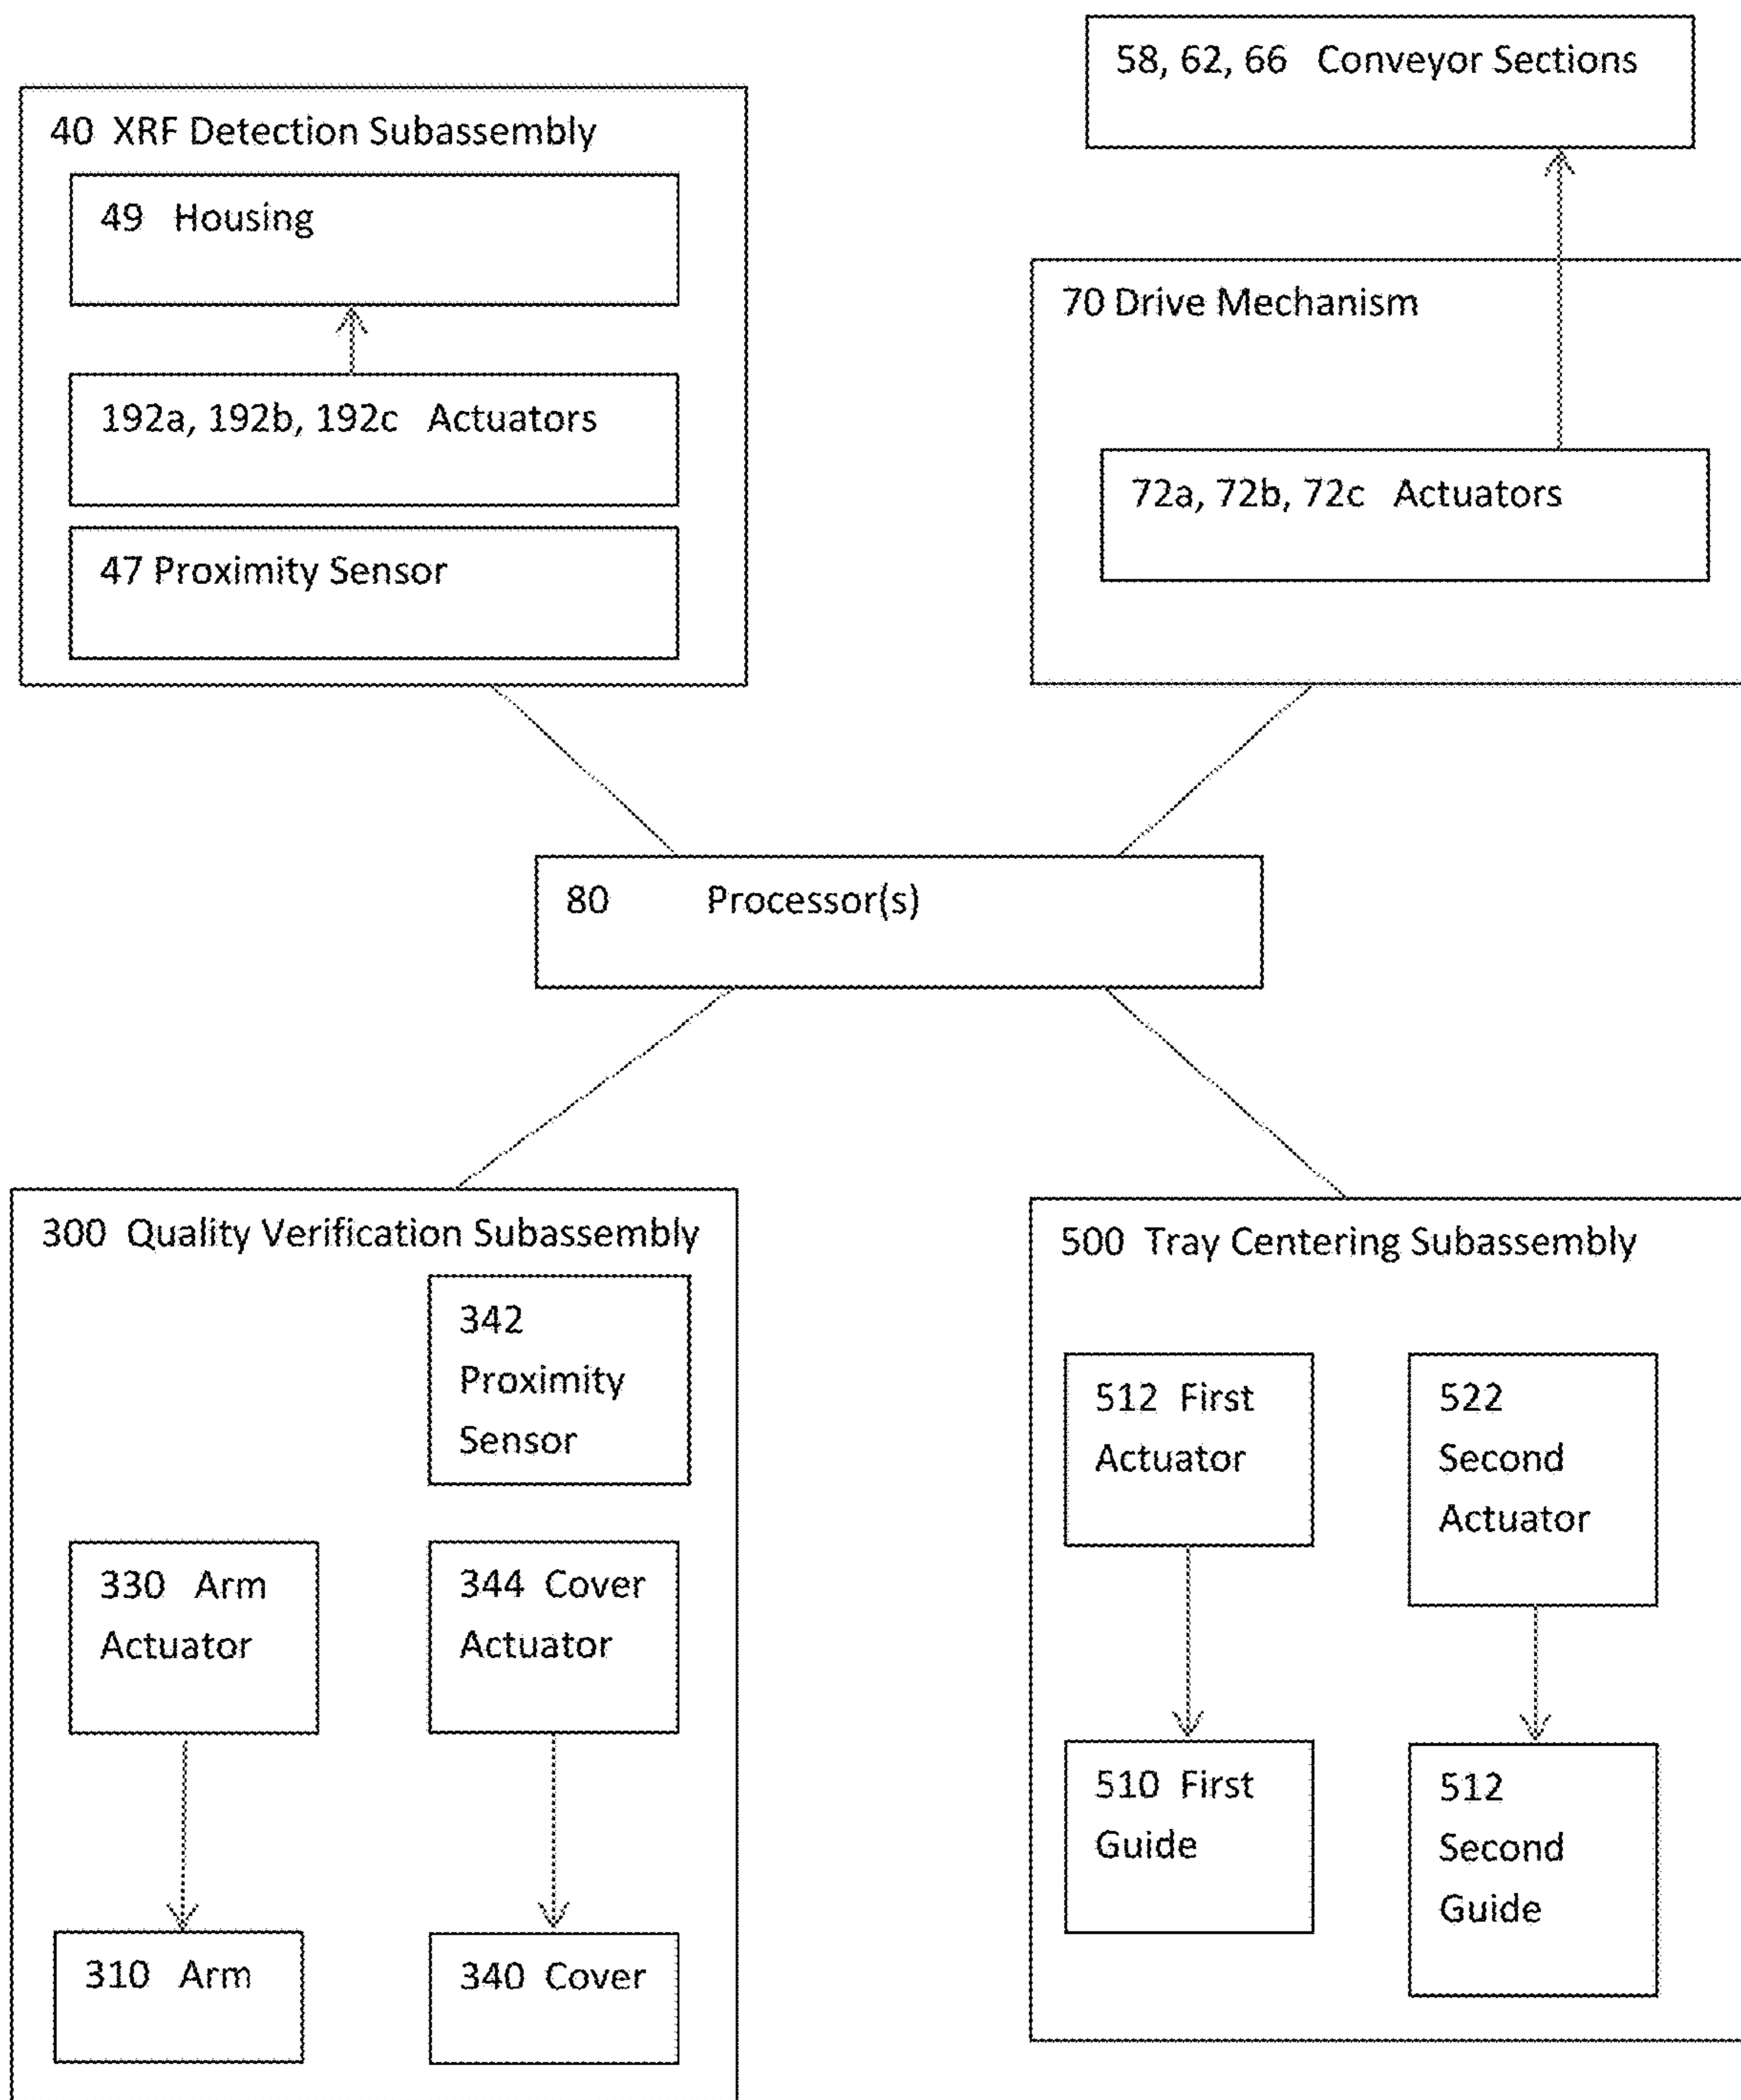 58, 62, 66 Conveyor Sections
40 XRF Detection Subassembly
49 Housing
192a, 192b, 192c Actuators
47 Proximity Sensor
70 Drive Mechanism
72a, 72b, 72c Actuators
80 Processor(s)
300 Quality Verification Subassembly
342
Proximity
Sensor
330 Arm
Actuator
344 Cover
Actuator
310 Arm
340 Cover
500 Tray Centering Subassembly
512 First
Actuator
522
Second
Actuator
510 First
Guide
512
Second
Guide